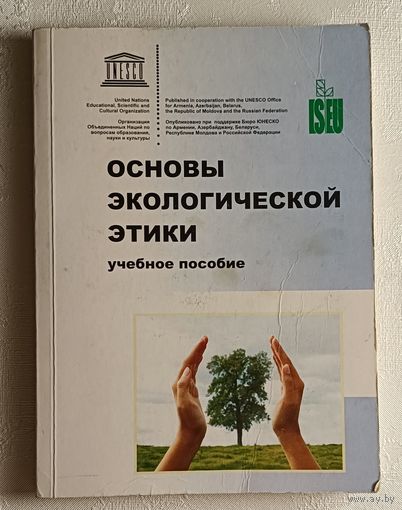 UNESCO
United Nations
Educational, Scientific and
Cultural Organization
Организация
Объединенных Наций по
вопросам образования,
науки и культуры
Published in cooperation with the UNESCO Office
for Armenia, Azerbaijan, Belarus,
the Republic of Moldova and the Russian Federation
Опубликовано при поддержке Бюро ЮНЕСКО
по Армении, Азербайджану, Беларуси,
Республике Молдова и Российской Федерации
ISEU
ОСНОВЫ
ЭКОЛОГИЧЕСКОЙ
ЭТИКИ
учебное пособие
www.ay.by